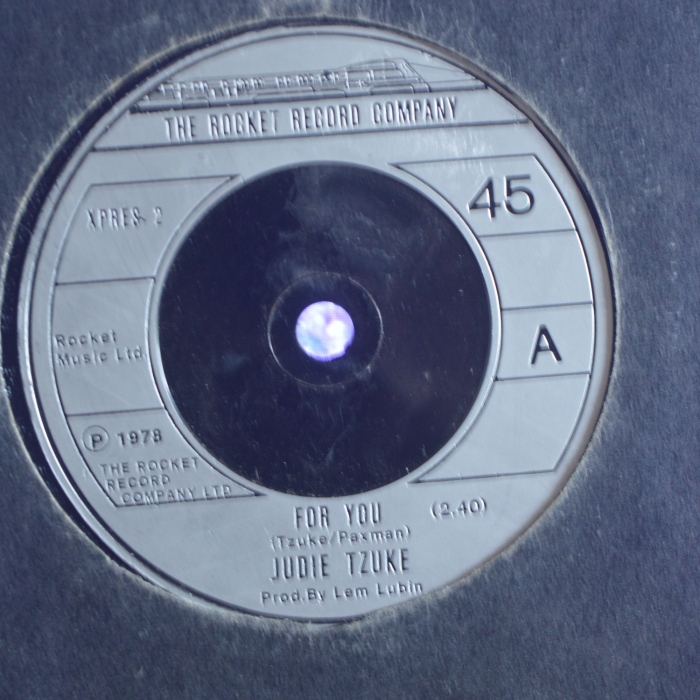 THE ROCKET RECORD COMPANY
XPRES 2
45
Rocket
Music Ltd.
A
Ⓟ 1978
THE ROCKET
RECORD
COMPANY LTD
FOR YOU (2.40)
(Tzuke/Paxman)
JUDIE TZUKE
Prod.By Lem Lubin